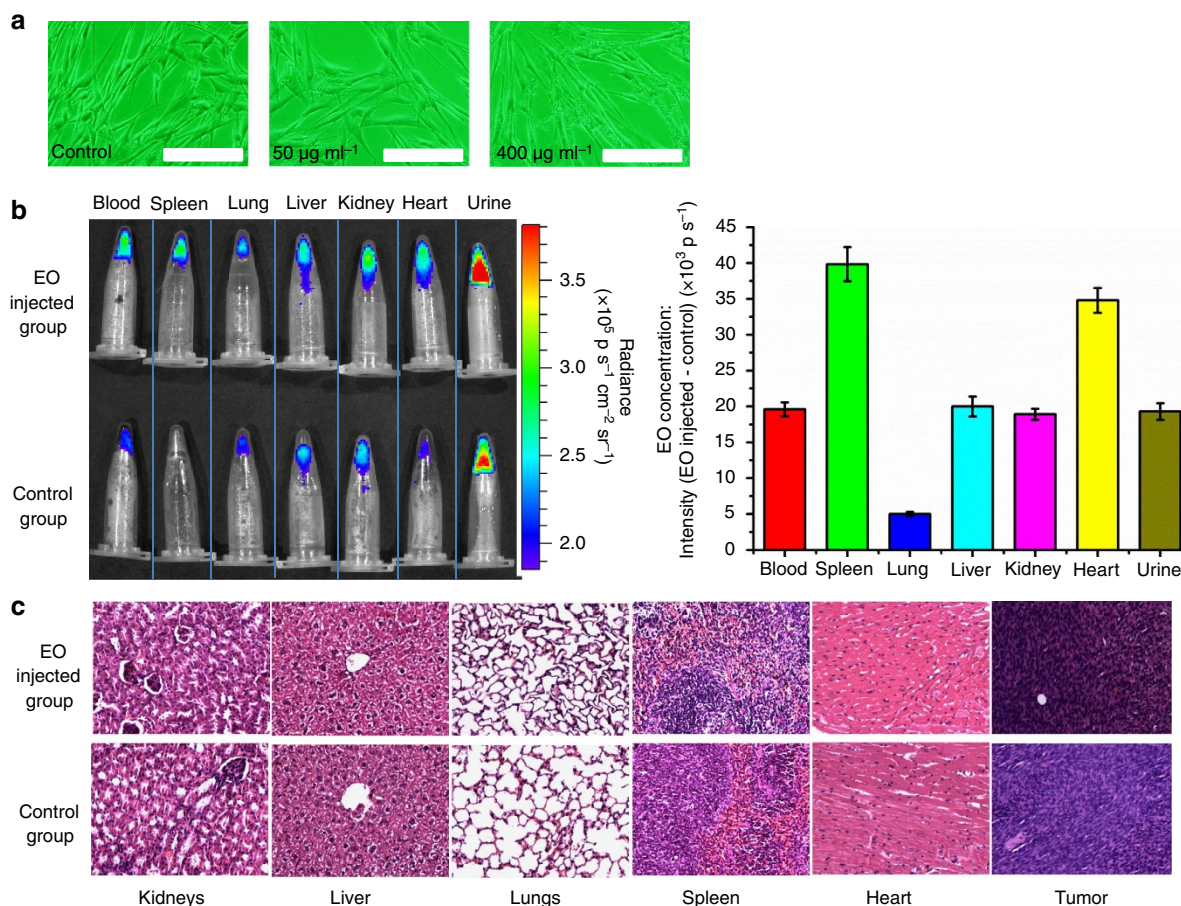 a
Control
50 µg ml⁻¹
400 µg ml⁻¹
b
Blood Spleen Lung Liver Kidney Heart Urine
EO
injected
group
Control
group
3.5
3.0
2.5
2.0
Radiance
(×10⁵ p s⁻¹ cm⁻² sr⁻¹)
EO concentration:
Intensity (EO injected - control) (×10³ p s⁻¹)
45
40
35
30
25
20
15
10
5
0
Blood Spleen Lung Liver Kidney Heart Urine
c
EO
injected
group
Control
group
Kidneys Liver Lungs Spleen Heart Tumor